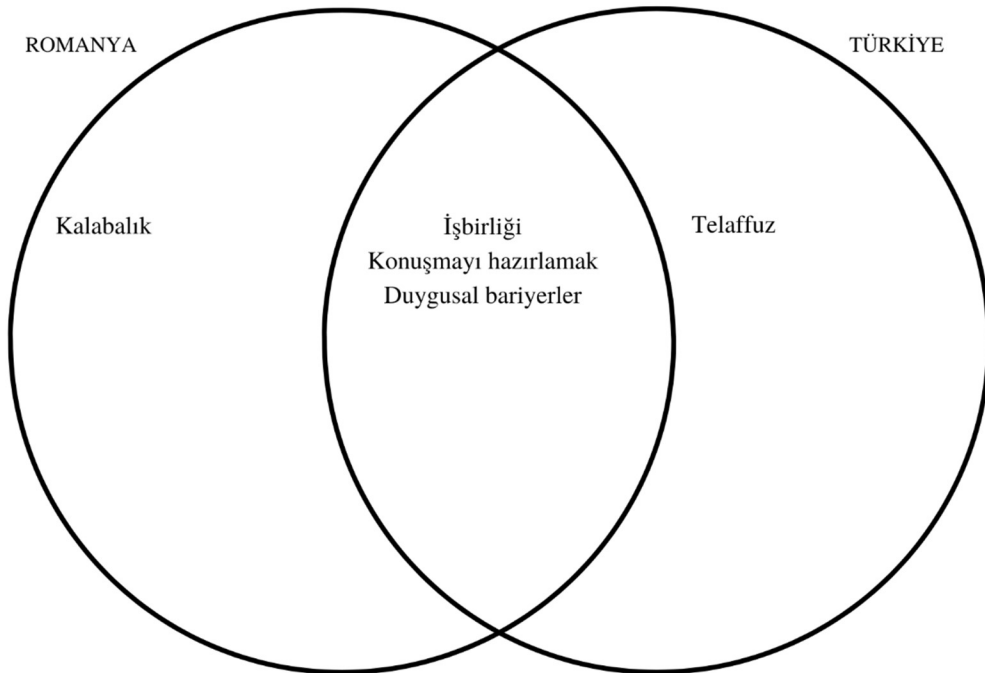 ROMANYA
TÜRKİYE
Kalabalık
İşbirliği
Konuşmayı hazırlamak
Duygusal bariyerler
Telaffuz